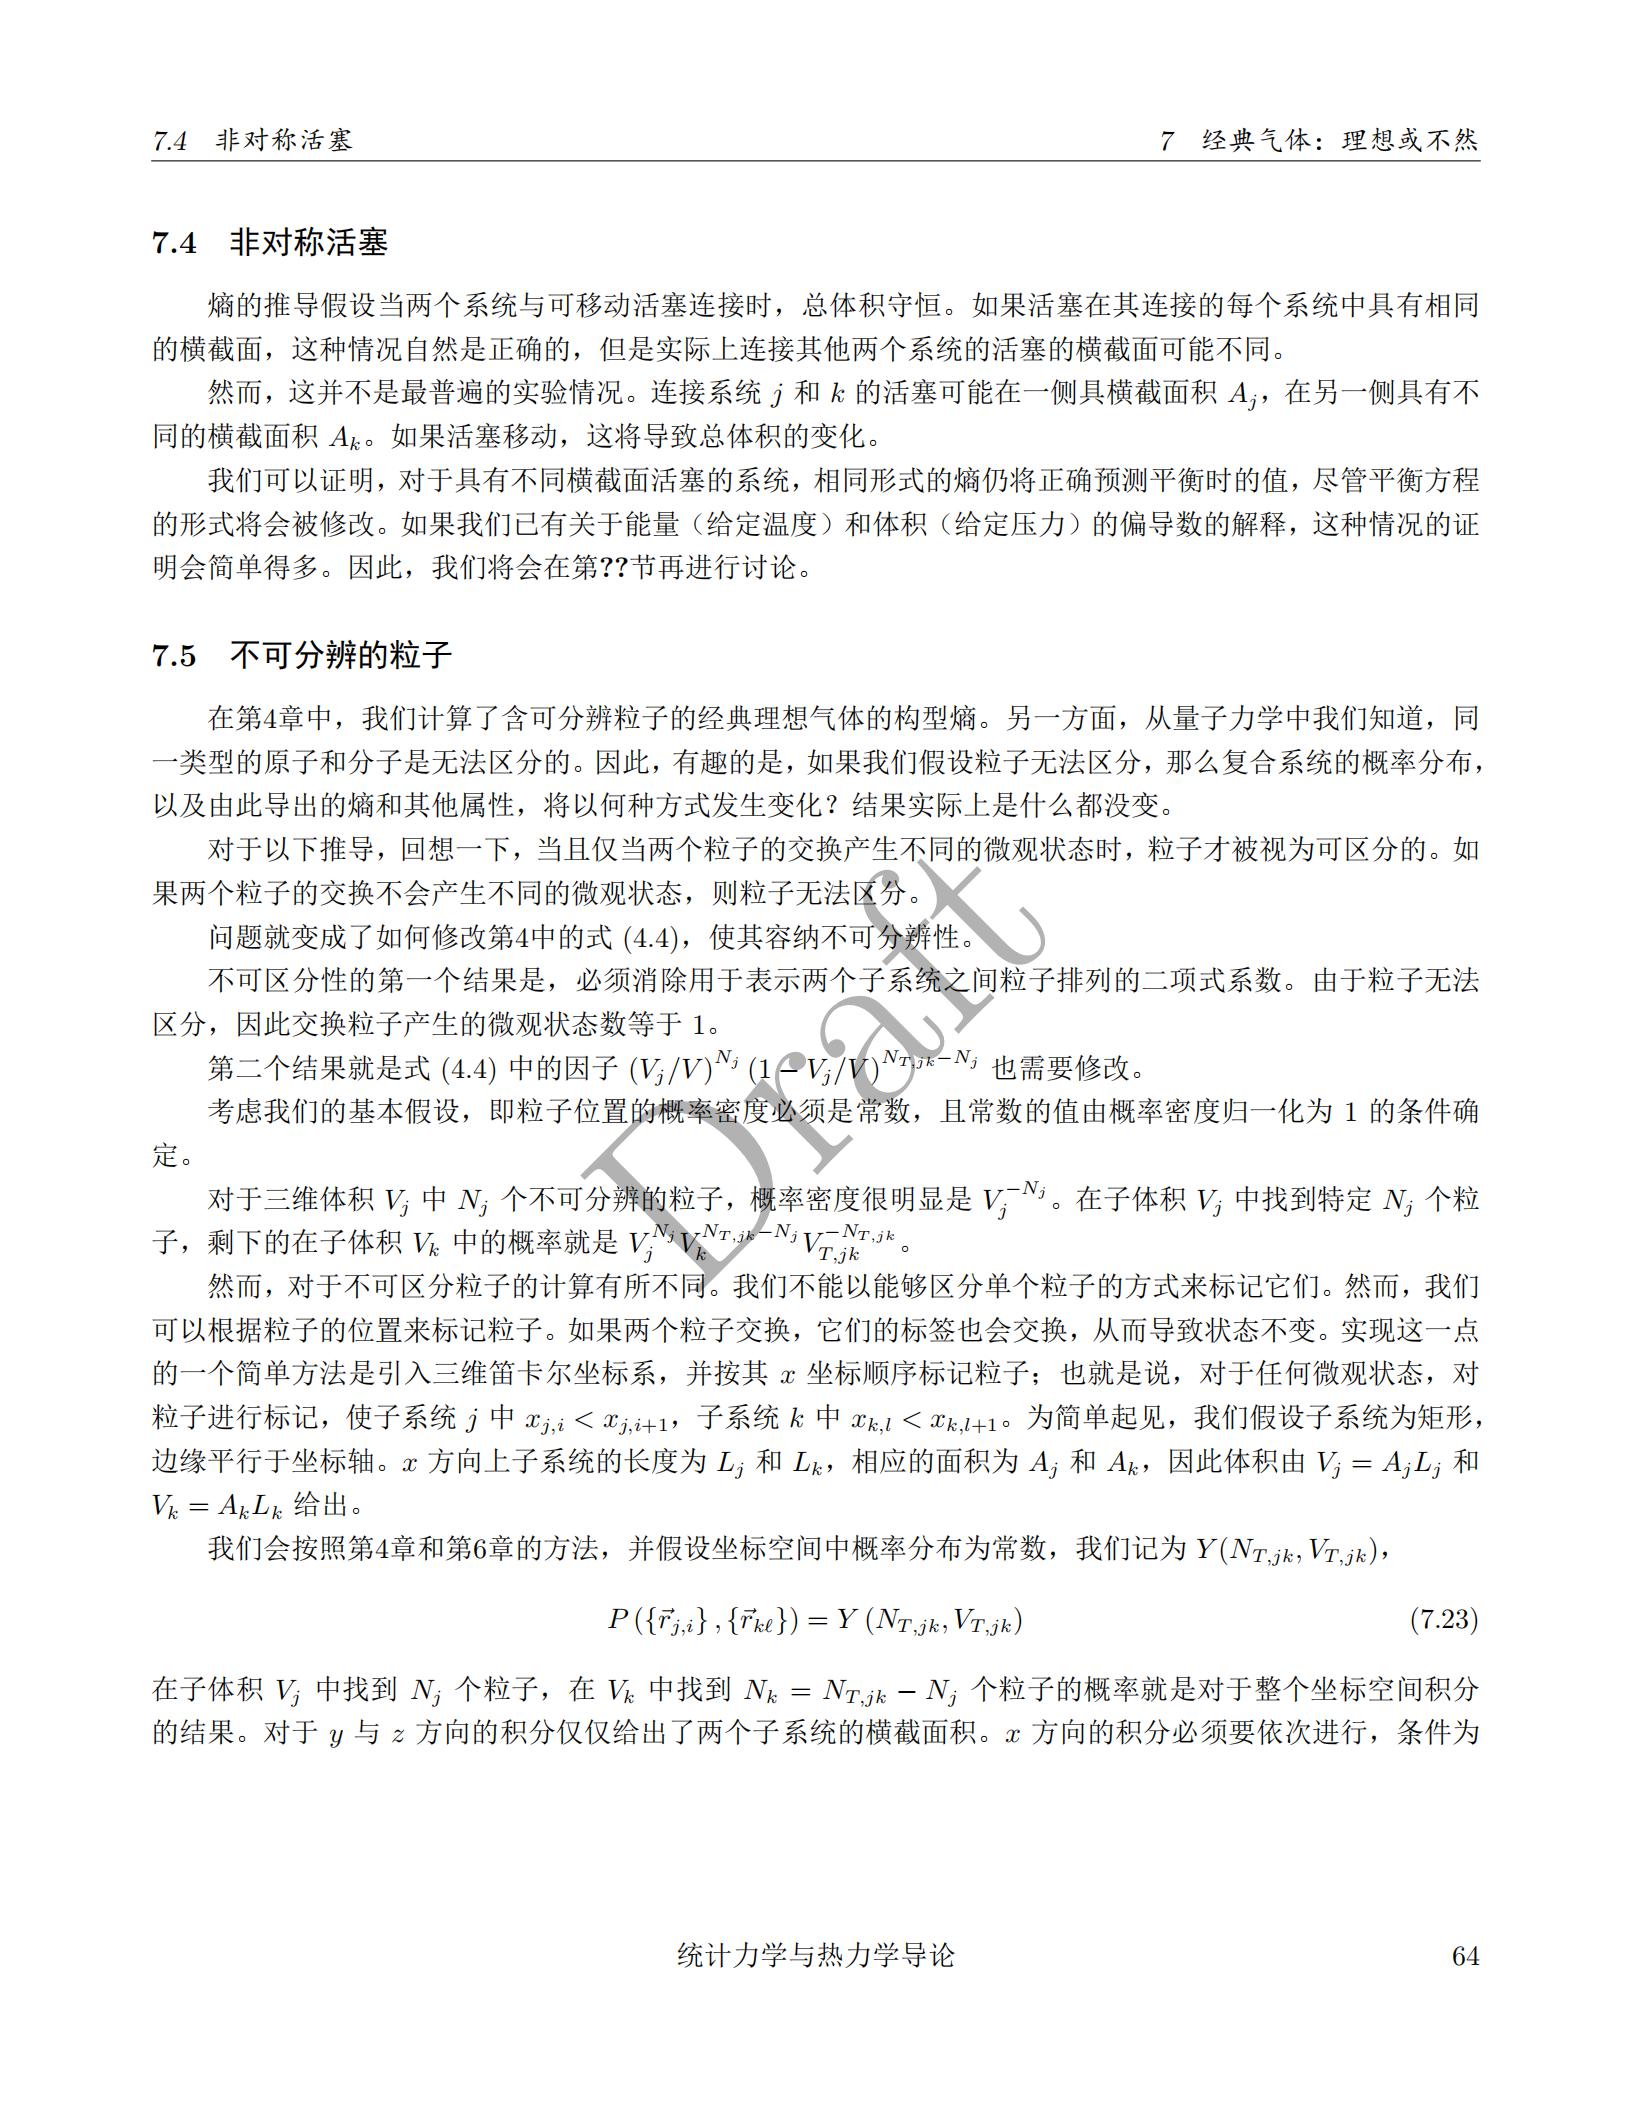 7.4 非对称活塞 7 经典气体：理想或不然
7.4 非对称活塞
熵的推导假设当两个系统与可移动活塞连接时，总体积守恒。如果活塞在其连接的每个系统中具有相同
的横截面，这种情况自然是正确的，但是实际上连接其他两个系统的活塞的横截面可能不同。
然而，这并不是最普遍的实验情况。连接系统 j 和 k 的活塞可能在一侧具横截面积 A_j，在另一侧具有不
同的横截面积 A_k。如果活塞移动，这将导致总体积的变化。
我们可以证明，对于具有不同横截面活塞的系统，相同形式的熵仍将正确预测平衡时的值，尽管平衡方程
的形式将会被修改。如果我们已有关于能量（给定温度）和体积（给定压力）的偏导数的解释，这种情况的证
明会简单得多。因此，我们将会在第??节再进行讨论。
7.5 不可分辨的粒子
在第4章中，我们计算了含可分辨粒子的经典理想气体的构型熵。另一方面，从量子力学中我们知道，同
一类型的原子和分子是无法区分的。因此，有趣的是，如果我们假设粒子无法区分，那么复合系统的概率分布，
以及由此导出的熵和其他属性，将以何种方式发生变化？结果实际上是什么都没变。
对于以下推导，回想一下，当且仅当两个粒子的交换产生不同的微观状态时，粒子才被视为可区分的。如
果两个粒子的交换不会产生不同的微观状态，则粒子无法区分。
问题就变成了如何修改第4中的式 (4.4)，使其容纳不可分辨性。
不可区分性的第一个结果是，必须消除用于表示两个子系统之间粒子排列的二项式系数。由于粒子无法
区分，因此交换粒子产生的微观状态数等于 1。
第二个结果就是式 (4.4) 中的因子 (V_j/V)^{N_j} (1 − V_j/V)^{N_{T,jk}−N_j} 也需要修改。
考虑我们的基本假设，即粒子位置的概率密度必须是常数，且常数的值由概率密度归一化为 1 的条件确
定。
对于三维体积 V_j 中 N_j 个不可分辨的粒子，概率密度很明显是 V_j^{−N_j}。在子体积 V_j 中找到特定 N_j 个粒
子，剩下的在子体积 V_k 中的概率就是 V_j^{N_j} V_k^{N_{T,jk}−N_j} V_{T,jk}^{−N_{T,jk}}。
然而，对于不可区分粒子的计算有所不同。我们不能以能够区分单个粒子的方式来标记它们。然而，我们
可以根据粒子的位置来标记粒子。如果两个粒子交换，它们的标签也会交换，从而导致状态不变。实现这一点
的一个简单方法是引入三维笛卡尔坐标系，并按其 x 坐标顺序标记粒子；也就是说，对于任何微观状态，对
粒子进行标记，使子系统 j 中 x_{j,i} < x_{j,i+1}，子系统 k 中 x_{k,l} < x_{k,l+1}。为简单起见，我们假设子系统为矩形，
边缘平行于坐标轴。x 方向上子系统的长度为 L_j 和 L_k，相应的面积为 A_j 和 A_k，因此体积由 V_j = A_jL_j 和
V_k = A_kL_k 给出。
我们会按照第4章和第6章的方法，并假设坐标空间中概率分布为常数，我们记为 Y(N_{T,jk}, V_{T,jk})，
P ({r⃗_{j,i}} , {r⃗_{kℓ}}) = Y (N_{T,jk}, V_{T,jk}) (7.23)
在子体积 V_j 中找到 N_j 个粒子，在 V_k 中找到 N_k = N_{T,jk} − N_j 个粒子的概率就是对于整个坐标空间积分
的结果。对于 y 与 z 方向的积分仅仅给出了两个子系统的横截面积。x 方向的积分必须要依次进行，条件为
Draft
统计力学与热力学导论 64